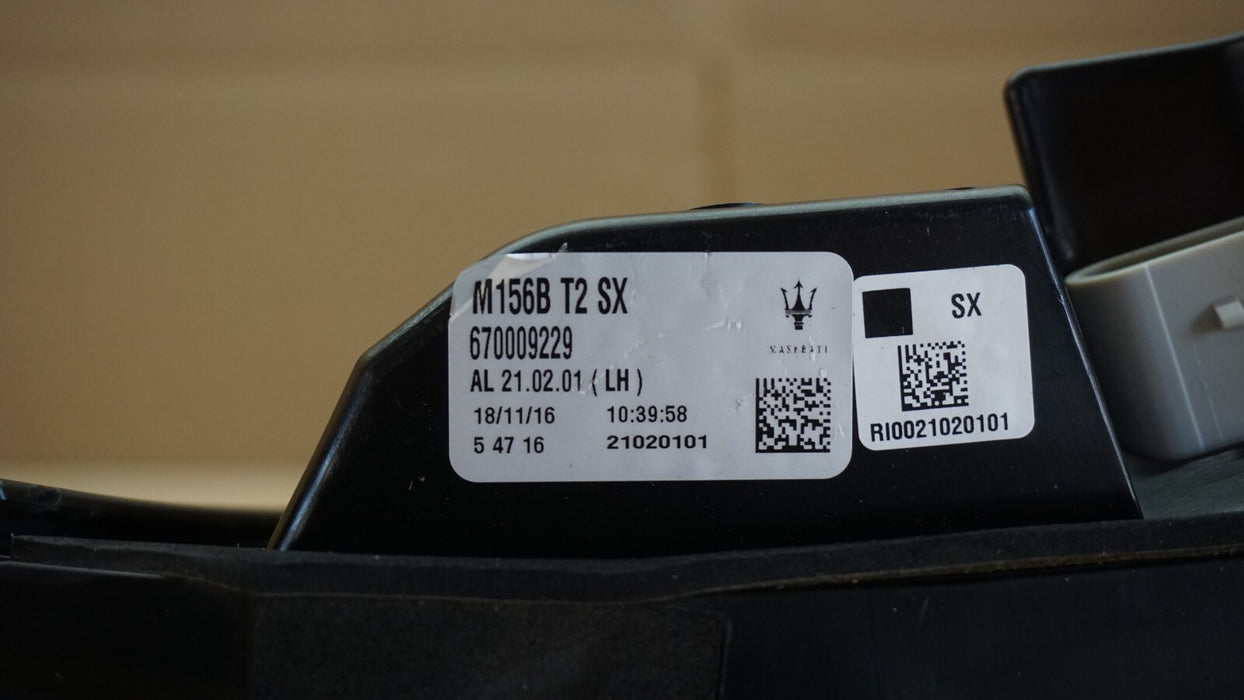 M156B T2 SX
670009229
AL 21.02.01 ( LH )
18/11/16 10:39:58
5 47 16 21020101
MASERATI
SX
RI0021020101